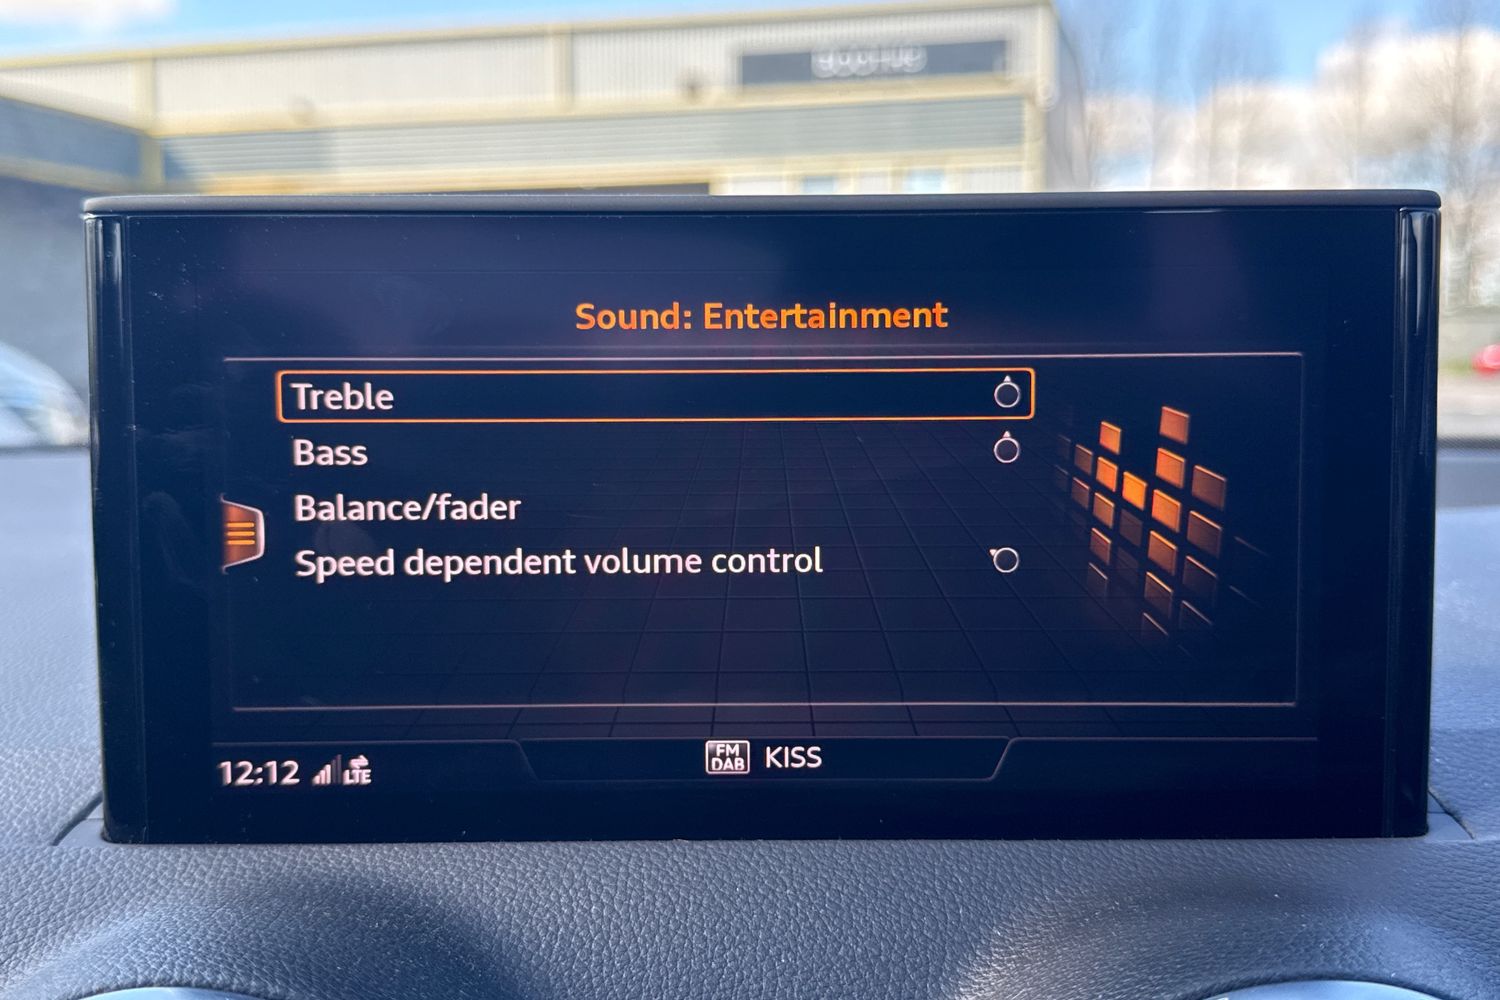 Sound: Entertainment
Treble
Bass
Balance/fader
Speed dependent volume control
12:12 LTE
FM
DAB KISS